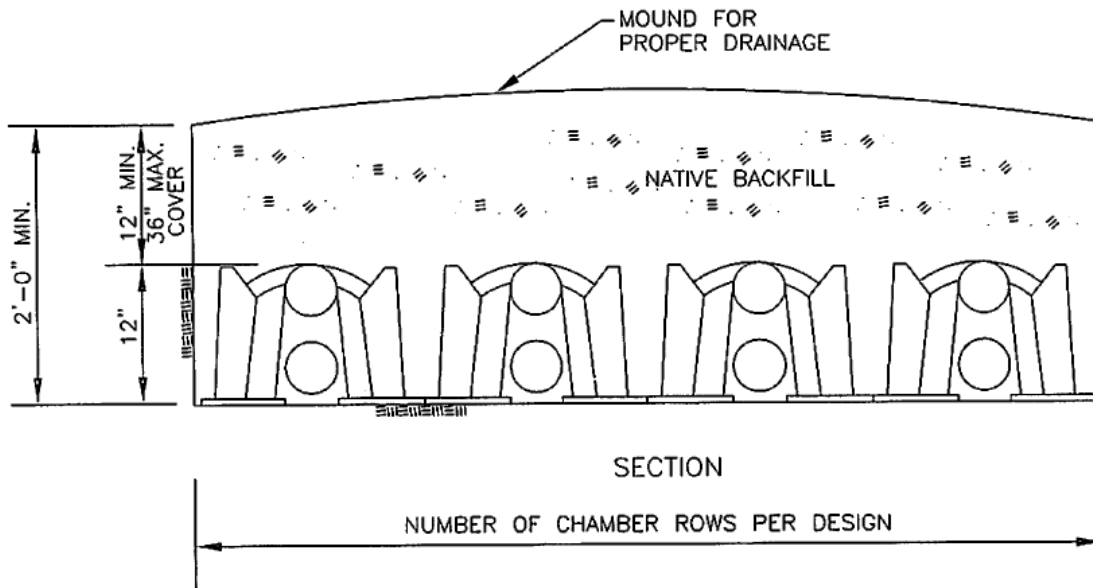 MOUND FOR
PROPER DRAINAGE
2'-0" MIN.
12" MIN.
36" MAX.
COVER
NATIVE BACKFILL
12"
SECTION
NUMBER OF CHAMBER ROWS PER DESIGN